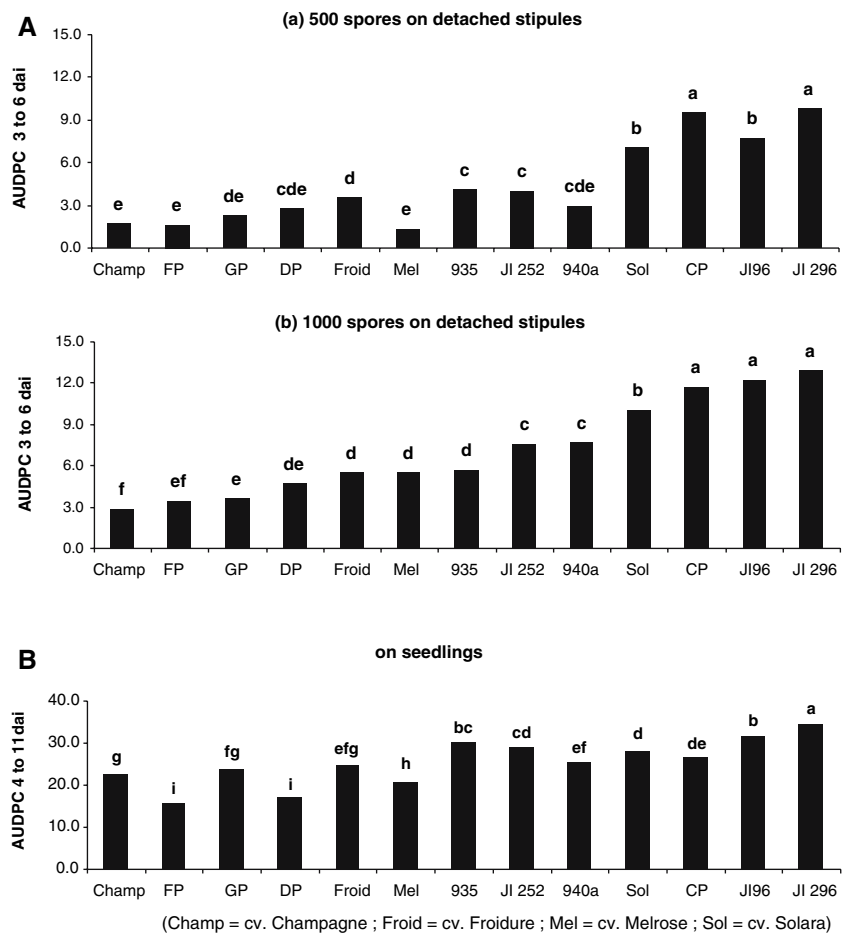 A
(a) 500 spores on detached stipules
AUDPC 3 to 6 dai
15.0
12.0
9.0
6.0
3.0
0.0
e e de cde d e c c cde b a b a
Champ FP GP DP Froid Mel 935 JI 252 940a Sol CP JI96 JI 296
(b) 1000 spores on detached stipules
AUDPC 3 to 6 dai
15.0
12.0
9.0
6.0
3.0
0.0
f ef e de d d d c c b a a a
Champ FP GP DP Froid Mel 935 JI 252 940a Sol CP JI96 JI 296
B
on seedlings
AUDPC 4 to 11dai
40.0
30.0
20.0
10.0
0.0
g i fg i efg h bc cd ef d de b a
Champ FP GP DP Froid Mel 935 JI 252 940a Sol CP JI96 JI 296
(Champ = cv. Champagne ; Froid = cv. Froidure ; Mel = cv. Melrose ; Sol = cv. Solara)